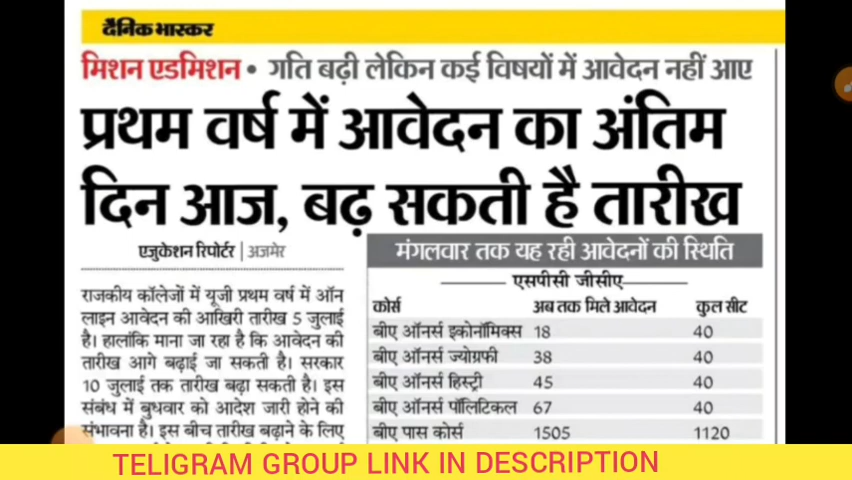 दैनिक भास्कर
मिशन एडमिशन • गति बढ़ी लेकिन कई विषयों में आवेदन नहीं आए
प्रथम वर्ष में आवेदन का अंतिम
दिन आज, बढ़ सकती है तारीख
एजुकेशन रिपोर्टर | अजमेर
राजकीय कॉलेजों में यूजी प्रथम वर्ष में ऑन
लाइन आवेदन की आखिरी तारीख 5 जुलाई
है। हालांकि माना जा रहा है कि आवेदन की
तारीख आगे बढ़ाई जा सकती है। सरकार
10 जुलाई तक तारीख बढ़ा सकती है। इस
संबंध में बुधवार को आदेश जारी होने की
संभावना है। इस बीच तारीख बढ़ाने के लिए
मंगलवार तक यह रही आवेदनों की स्थिति
एसपीसी जीसीए
कोर्स अब तक मिले आवेदन कुल सीट
बीए ऑनर्स इकोनॉमिक्स 18 40
बीए ऑनर्स ज्योग्रफी 38 40
बीए ऑनर्स हिस्ट्री 45 40
बीए ऑनर्स पॉलिटिकल 67 40
बीए पास कोर्स 1505 1120
TELIGRAM GROUP LINK IN DESCRIPTION